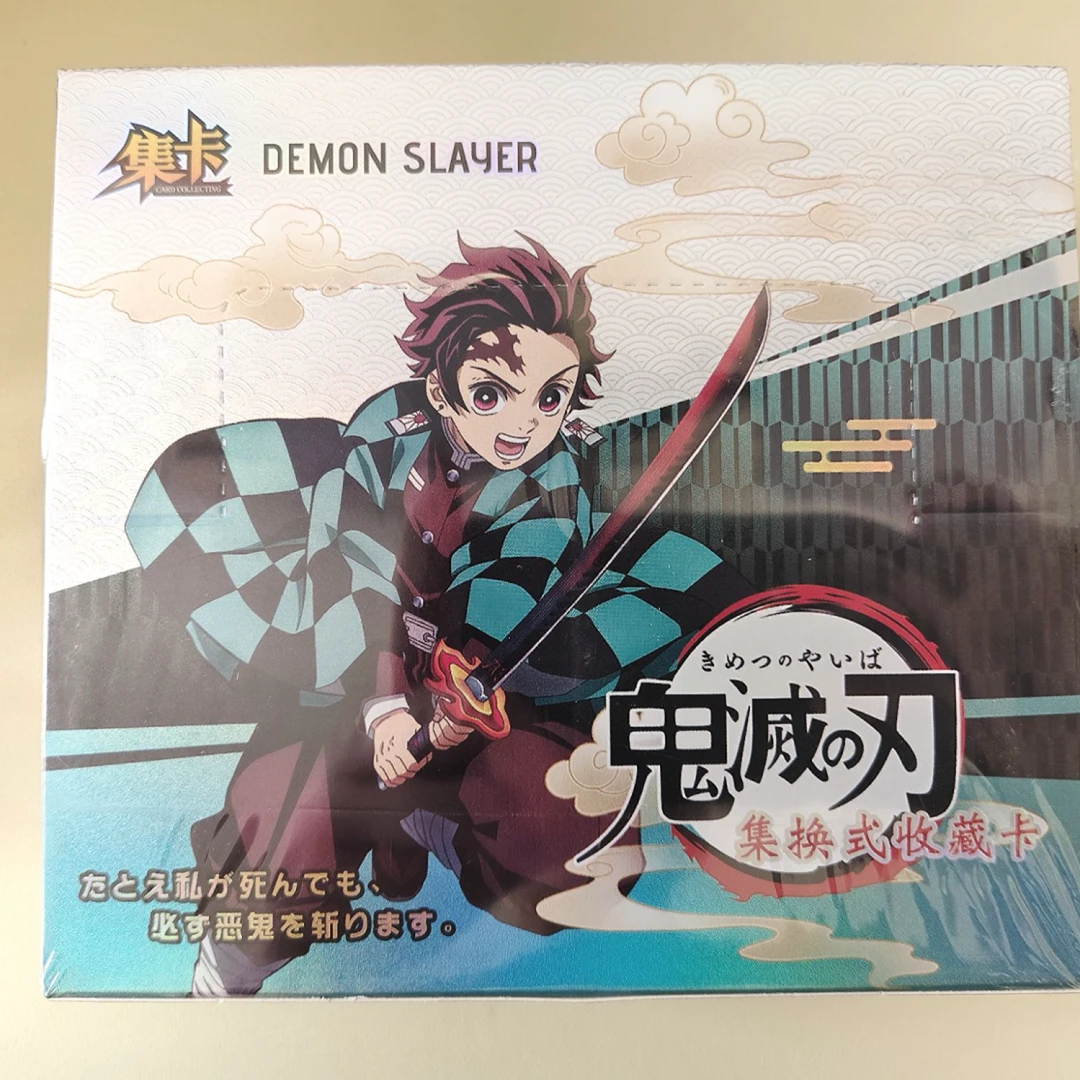 集卡
CARD COLLECTING
DEMON SLAYER
きめつのやいば
鬼滅の刃
集换式收藏卡
たとえ私が死んでも、
必ず恶鬼を斩ります。